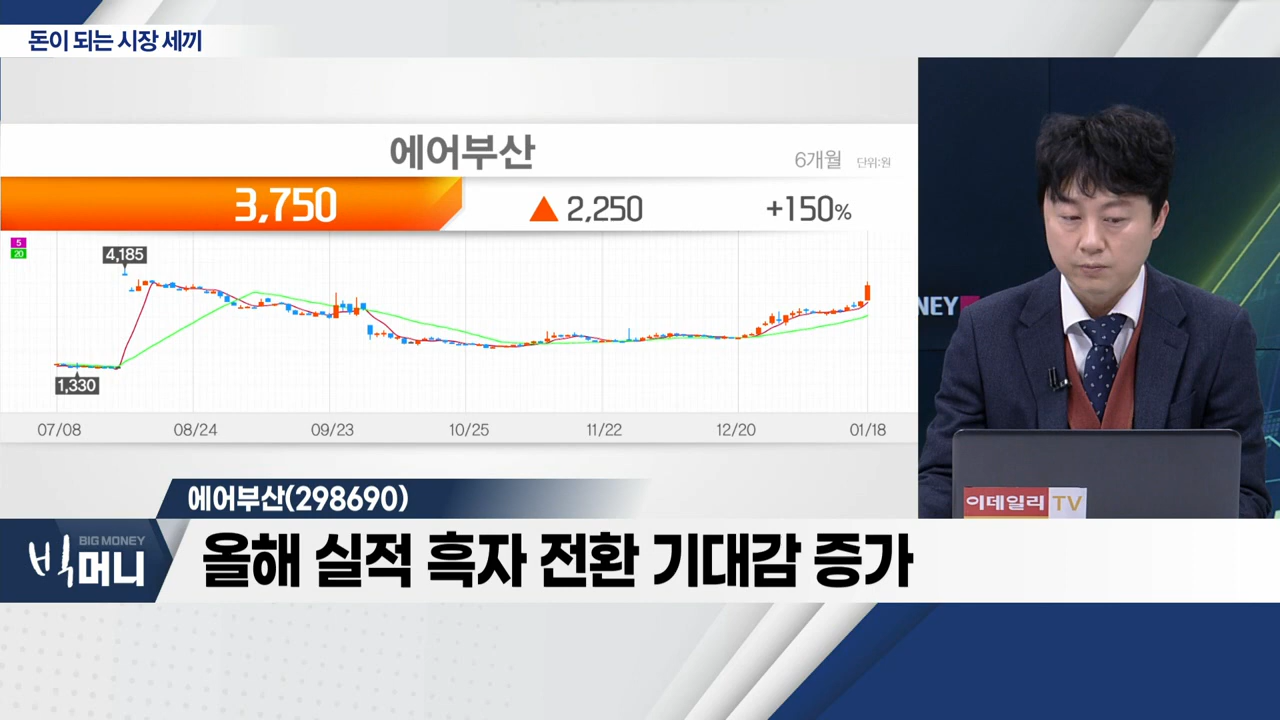 돈이 되는 시장 세끼
에어부산
6개월 단위:원
3,750 ▲ 2,250 +150%
5
20
4,185
1,330
07/08 08/24 09/23 10/25 11/22 12/20 01/18
NEY
이데일리 TV
에어부산(298690)
BIG MONEY
빅머니
올해 실적 흑자 전환 기대감 증가